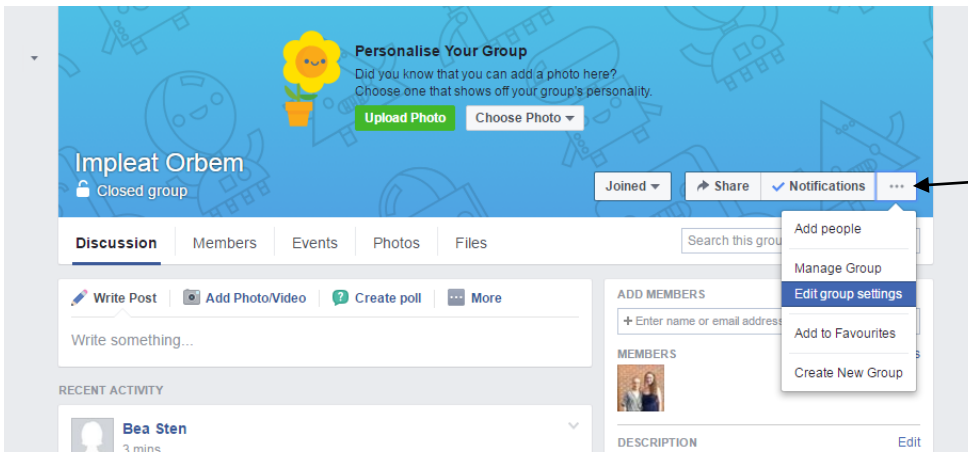 Personalise Your Group
Did you know that you can add a photo here?
Choose one that shows off your group's personality.
Upload Photo Choose Photo
Impleat Orbem
Closed group
Joined Share Notifications ...
Discussion Members Events Photos Files
Search this grou
Add people
Manage Group
Edit group settings
Add to Favourites
Create New Group
Write Post Add Photo/Video Create poll More
Write something...
ADD MEMBERS
+ Enter name or email address
MEMBERS
RECENT ACTIVITY
Bea Sten
3 mins
DESCRIPTION Edit